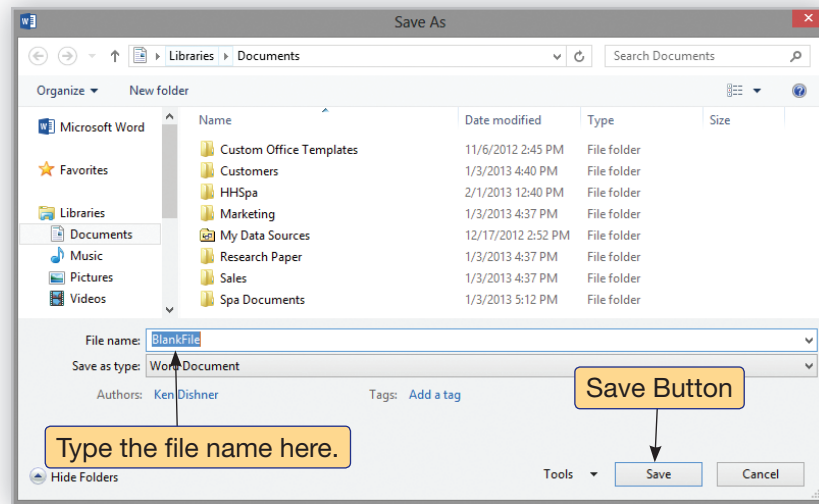 Save As
Libraries Documents Search Documents
Organize New folder
Microsoft Word
Favorites
Libraries
Documents
Music
Pictures
Videos
Name Date modified Type Size
Custom Office Templates 11/6/2012 2:45 PM File folder
Customers 1/3/2013 4:40 PM File folder
HHSpa 2/1/2013 12:40 PM File folder
Marketing 1/3/2013 4:37 PM File folder
My Data Sources 12/17/2012 2:52 PM File folder
Research Paper 1/3/2013 4:37 PM File folder
Sales 1/3/2013 4:37 PM File folder
Spa Documents 1/3/2013 5:12 PM File folder
File name: BlankFile
Save as type: Word Document
Authors: Ken Dishner Tags: Add a tag
Save Button
Type the file name here.
Hide Folders Tools Save Cancel